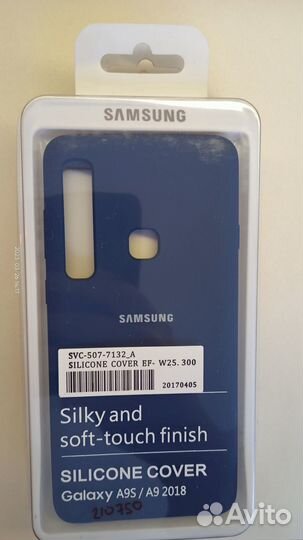 SAMSUNG
SAMSUNG
SVC-507-7132_A
SILICONE COVER EF- W25.300
20170405
Silky and
soft-touch finish
SILICONE COVER
Galaxy A9S / A9 2018
210750
Avito